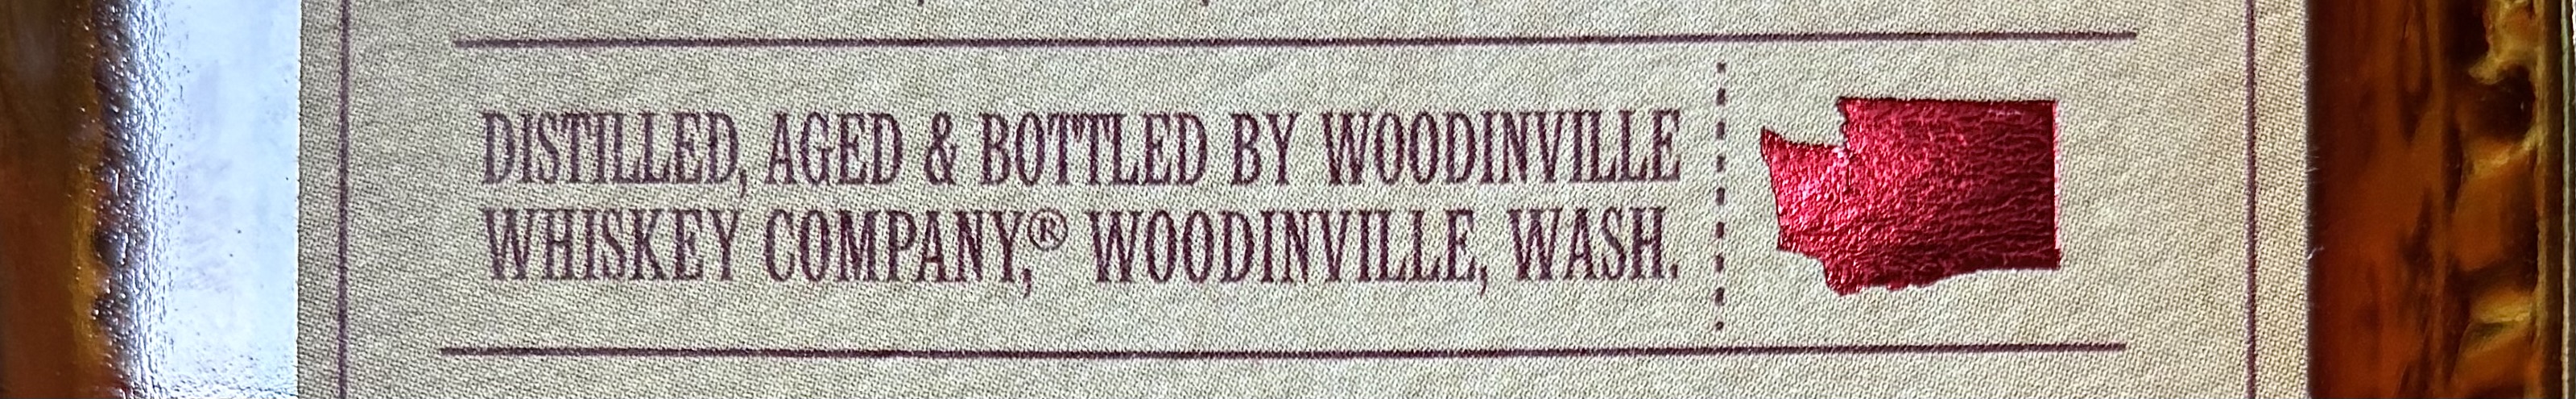 DISTILLED, AGED & BOTTLED BY WOODINVILLE
WHISKEY COMPANY,® WOODINVILLE, WASH.